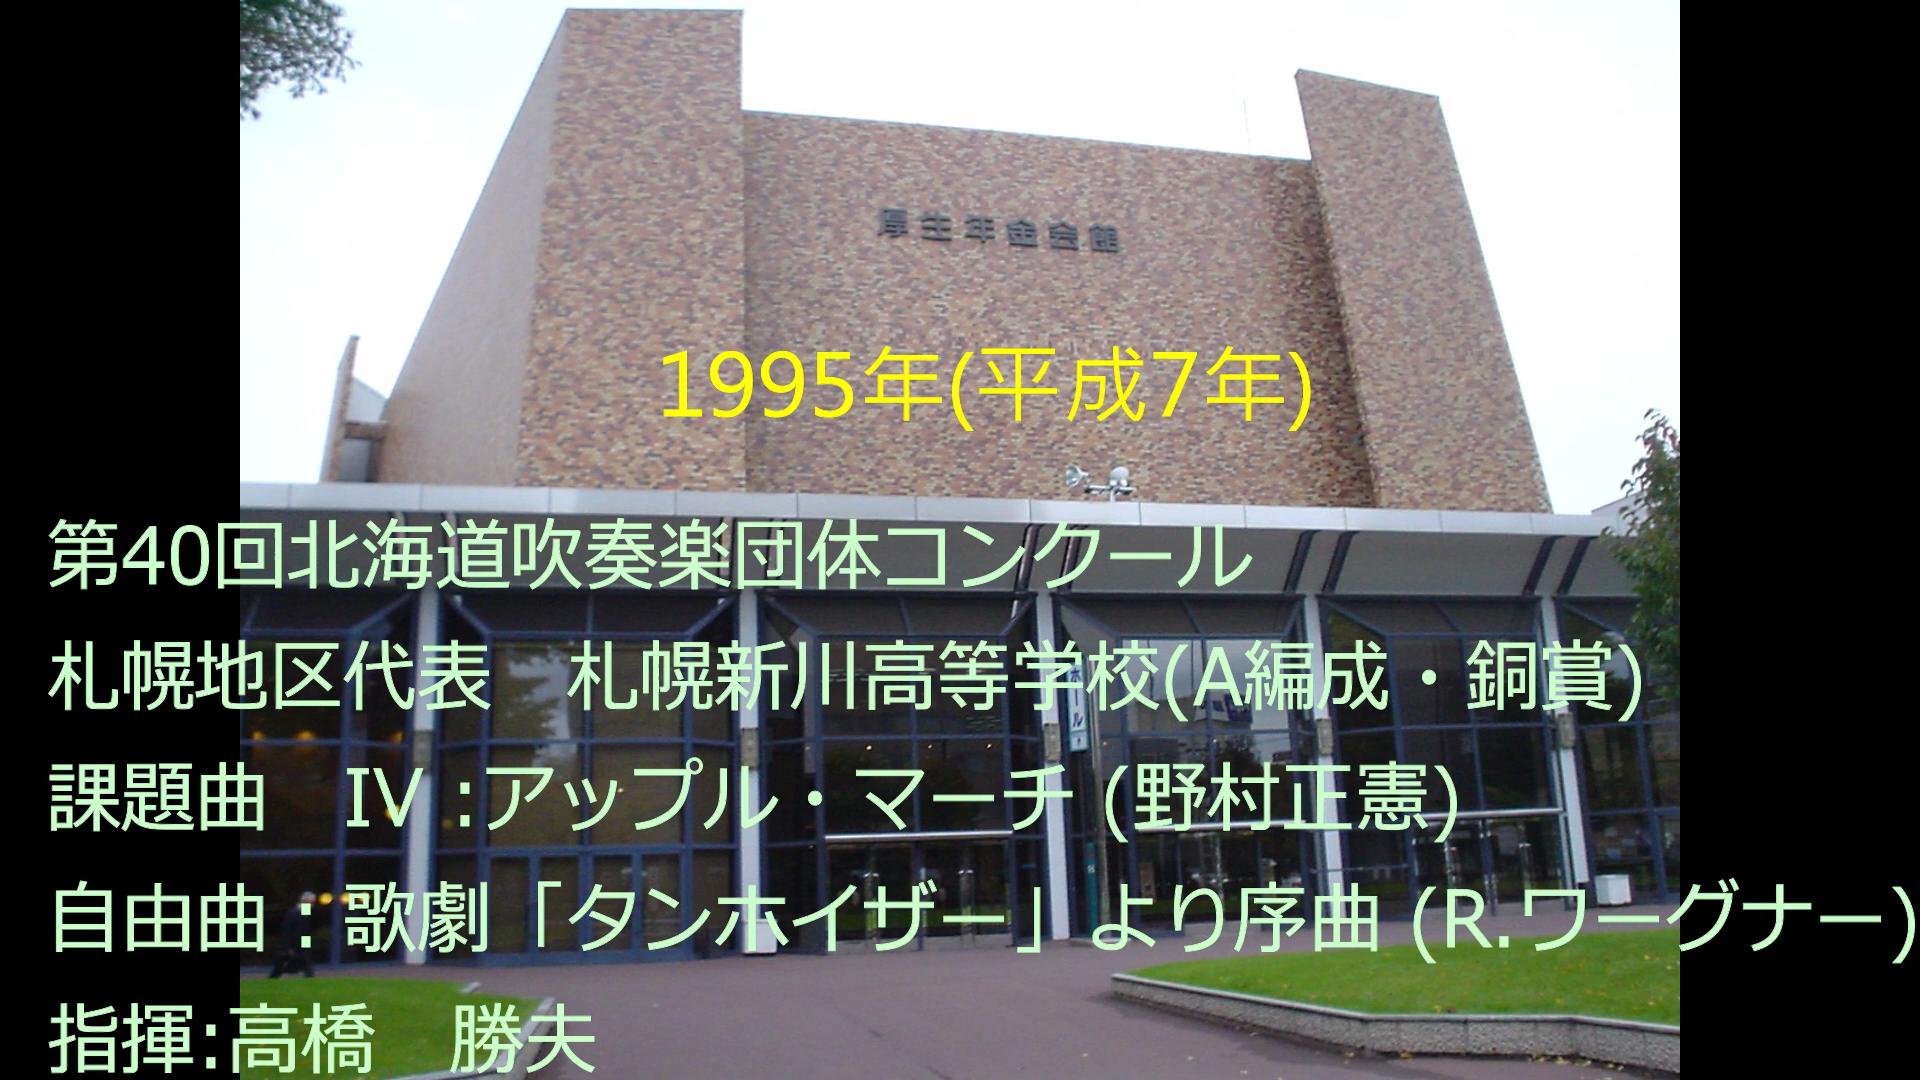 厚生年金会館
1995年(平成7年)
第40回北海道吹奏楽団体コンクール
札幌地区代表　札幌新川高等学校(A編成・銅賞)
ホール
課題曲　Ⅳ :アップル・マーチ (野村正憲)
自由曲 : 歌劇「タンホイザー」より序曲 (R.ワーグナー)
指揮:高橋　勝夫